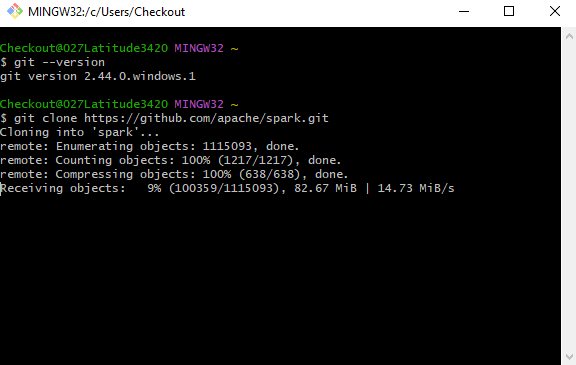 MINGW32:/c/Users/Checkout
Checkout@O27Latitude3420 MINGW32 ~
$ git --version
git version 2.44.0.windows.1
Checkout@O27Latitude3420 MINGW32 ~
$ git clone https://github.com/apache/spark.git
Cloning into 'spark'...
remote: Enumerating objects: 1115093, done.
remote: Counting objects: 100% (1217/1217), done.
remote: Compressing objects: 100% (638/638), done.
Receiving objects:   9% (100359/1115093), 82.67 MiB | 14.73 MiB/s